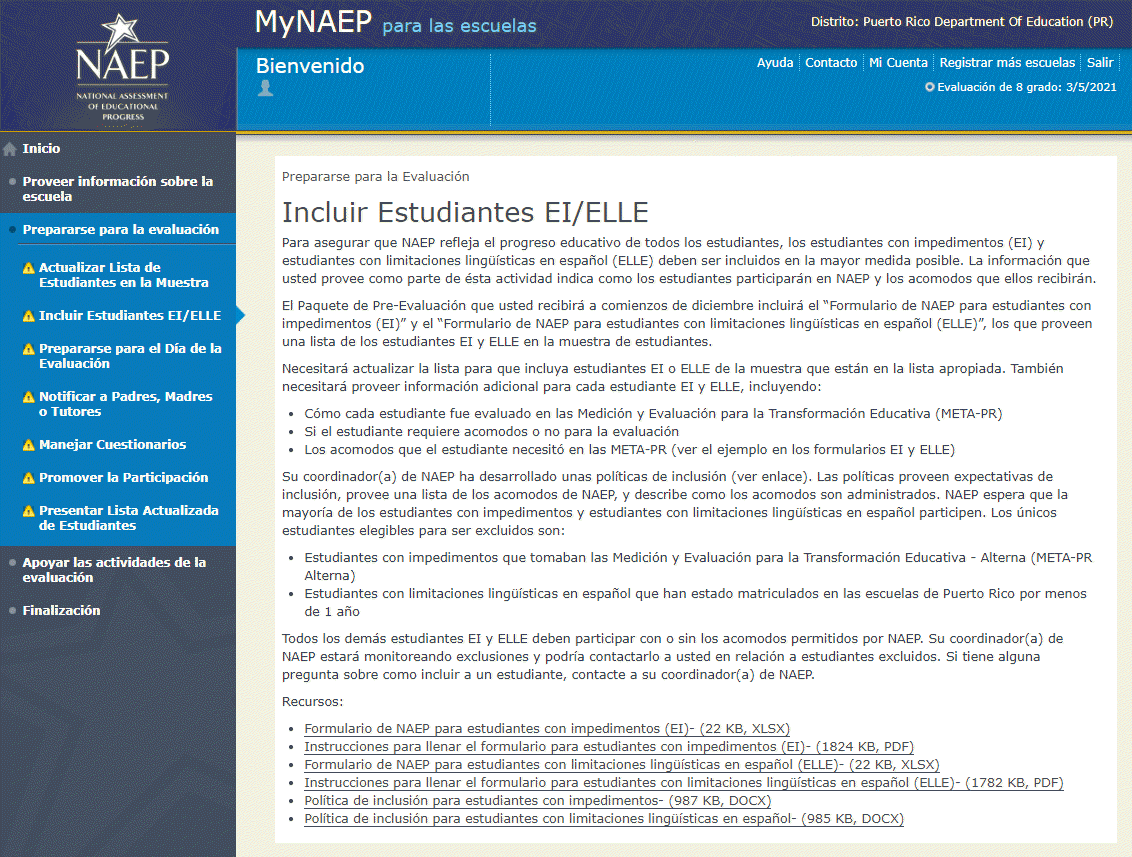 NAEP
NATIONAL ASSESSMENT
OF EDUCATIONAL
PROGRESS
MyNAEP para las escuelas
Distrito: Puerto Rico Department Of Education (PR)
Bienvenido
Ayuda Contacto Mi Cuenta Registrar más escuelas Salir
Evaluación de 8 grado: 3/5/2021
Inicio
Proveer información sobre la
escuela
Prepararse para la evaluación
Actualizar Lista de
Estudiantes en la Muestra
Incluir Estudiantes EI/ELLE
Prepararse para el Día de la
Evaluación
Notificar a Padres, Madres
o Tutores
Manejar Cuestionarios
Promover la Participación
Presentar Lista Actualizada
de Estudiantes
Apoyar las actividades de la
evaluación
Finalización
Prepararse para la Evaluación
Incluir Estudiantes EI/ELLE
Para asegurar que NAEP refleja el progreso educativo de todos los estudiantes, los estudiantes con impedimentos (EI) y
estudiantes con limitaciones lingüísticas en español (ELLE) deben ser incluidos en la mayor medida posible. La información que
usted provee como parte de ésta actividad indica como los estudiantes participarán en NAEP y los acomodos que ellos recibirán.
El Paquete de Pre-Evaluación que usted recibirá a comienzos de diciembre incluirá el “Formulario de NAEP para estudiantes con
impedimentos (EI)” y el “Formulario de NAEP para estudiantes con limitaciones lingüísticas en español (ELLE)”, los que proveen
una lista de los estudiantes EI y ELLE en la muestra de estudiantes.
Necesitará actualizar la lista para que incluya estudiantes EI o ELLE de la muestra que están en la lista apropiada. También
necesitará proveer información adicional para cada estudiante EI y ELLE, incluyendo:
• Cómo cada estudiante fue evaluado en las Medición y Evaluación para la Transformación Educativa (META-PR)
• Si el estudiante requiere acomodos o no para la evaluación
• Los acomodos que el estudiante necesitó en las META-PR (ver el ejemplo en los formularios EI y ELLE)
Su coordinador(a) de NAEP ha desarrollado unas políticas de inclusión (ver enlace). Las políticas proveen expectativas de
inclusión, provee una lista de los acomodos de NAEP, y describe como los acomodos son administrados. NAEP espera que la
mayoría de los estudiantes con impedimentos y estudiantes con limitaciones lingüísticas en español participen. Los únicos
estudiantes elegibles para ser excluidos son:
• Estudiantes con impedimentos que tomaban las Medición y Evaluación para la Transformación Educativa - Alterna (META-PR
Alterna)
• Estudiantes con limitaciones lingüísticas en español que han estado matriculados en las escuelas de Puerto Rico por menos
de 1 año
Todos los demás estudiantes EI y ELLE deben participar con o sin los acomodos permitidos por NAEP. Su coordinador(a) de
NAEP estará monitoreando exclusiones y podría contactarlo a usted en relación a estudiantes excluidos. Si tiene alguna
pregunta sobre como incluir a un estudiante, contacte a su coordinador(a) de NAEP.
Recursos:
• Formulario de NAEP para estudiantes con impedimentos (EI)- (22 KB, XLSX)
• Instrucciones para llenar el formulario para estudiantes con impedimentos (EI)- (1824 KB, PDF)
• Formulario de NAEP para estudiantes con limitaciones lingüísticas en español (ELLE)- (22 KB, XLSX)
• Instrucciones para llenar el formulario para estudiantes con limitaciones lingüísticas en español (ELLE)- (1782 KB, PDF)
• Política de inclusión para estudiantes con impedimentos- (987 KB, DOCX)
• Política de inclusión para estudiantes con limitaciones lingüísticas en español- (985 KB, DOCX)